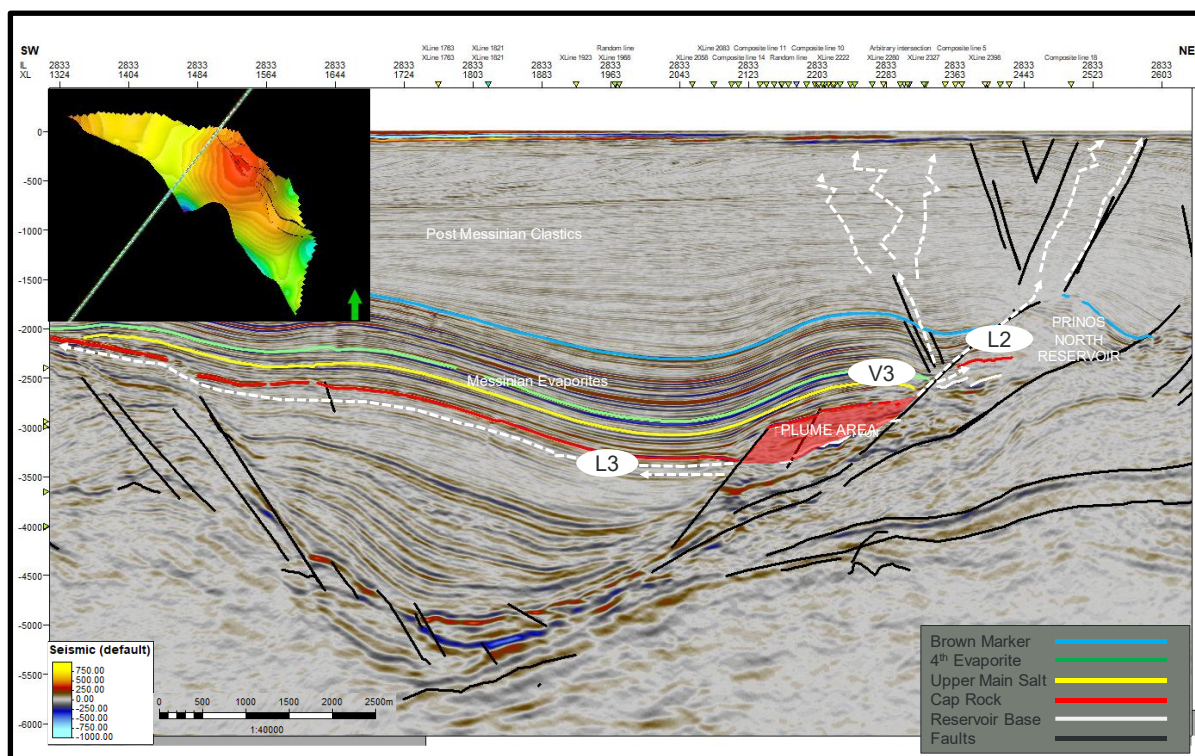 SW
NE
XLine 1763 XLine 1821 Random line XLine 2083 Composite line 11 Composite line 10 Arbitrary intersection Composite line 5
XLine 1763 XLine 1821 XLine 1923 XLine 1968 XLine 2058 Composite line 14 Random line XLine 2222 XLine 2280 XLine 2327 XLine 2398 Composite line 18
IL 2833 2833 2833 2833 2833 2833 2833 2833 2833 2833 2833 2833 2833 2833 2833 2833 2833
XL 1324 1404 1484 1564 1644 1724 1803 1883 1963 2043 2123 2203 2283 2363 2443 2523 2603
0
-500
-1000
-1500
-2000
-2500
-3000
-3500
-4000
-4500
-5000
-5500
-6000
Post Messinian Clastics
PRINOS
NORTH
RESERVOIR
L2
V3
Messinian Evaporites
PLUME AREA
L3
Seismic (default)
750.00
500.00
250.00
0.00
-250.00
-500.00
-750.00
-1000.00
0 500 1000 1500 2000 2500m
1:40000
Brown Marker
4th Evaporite
Upper Main Salt
Cap Rock
Reservoir Base
Faults